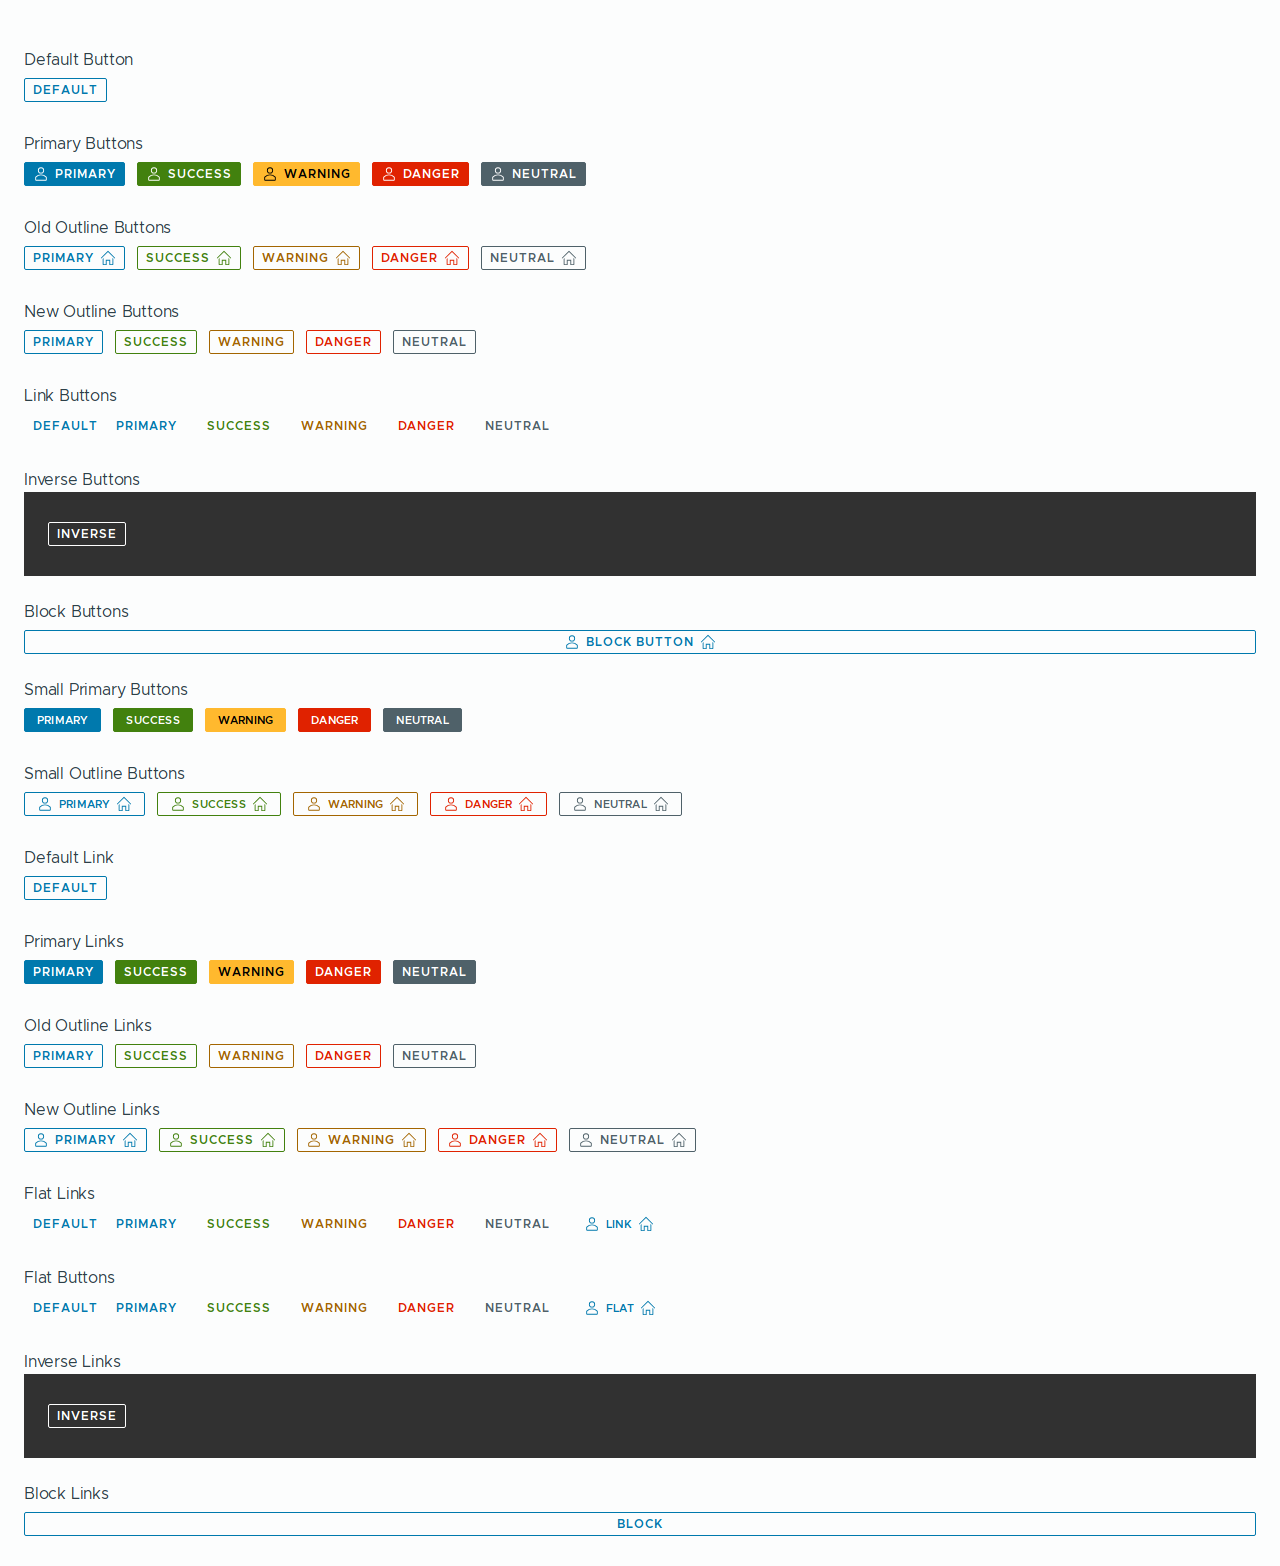 Default Button
DEFAULT
Primary Buttons
PRIMARY SUCCESS WARNING DANGER NEUTRAL
Old Outline Buttons
PRIMARY SUCCESS WARNING DANGER NEUTRAL
New Outline Buttons
PRIMARY SUCCESS WARNING DANGER NEUTRAL
Link Buttons
DEFAULT PRIMARY SUCCESS WARNING DANGER NEUTRAL
Inverse Buttons
INVERSE
Block Buttons
BLOCK BUTTON
Small Primary Buttons
PRIMARY SUCCESS WARNING DANGER NEUTRAL
Small Outline Buttons
PRIMARY SUCCESS WARNING DANGER NEUTRAL
Default Link
DEFAULT
Primary Links
PRIMARY SUCCESS WARNING DANGER NEUTRAL
Old Outline Links
PRIMARY SUCCESS WARNING DANGER NEUTRAL
New Outline Links
PRIMARY SUCCESS WARNING DANGER NEUTRAL
Flat Links
DEFAULT PRIMARY SUCCESS WARNING DANGER NEUTRAL LINK
Flat Buttons
DEFAULT PRIMARY SUCCESS WARNING DANGER NEUTRAL FLAT
Inverse Links
INVERSE
Block Links
BLOCK